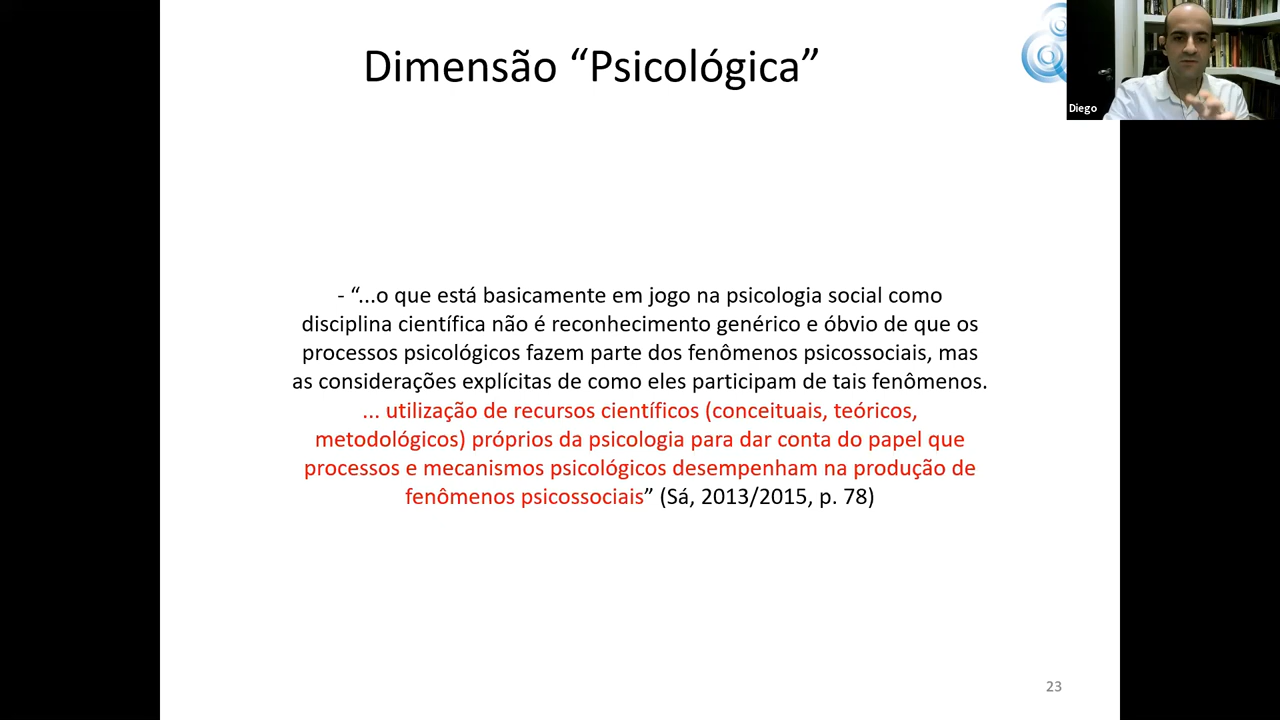 Dimensão “Psicológica”
Diego
- “...o que está basicamente em jogo na psicologia social como
disciplina científica não é reconhecimento genérico e óbvio de que os
processos psicológicos fazem parte dos fenômenos psicossociais, mas
as considerações explícitas de como eles participam de tais fenômenos.
... utilização de recursos científicos (conceituais, teóricos,
metodológicos) próprios da psicologia para dar conta do papel que
processos e mecanismos psicológicos desempenham na produção de
fenômenos psicossociais” (Sá, 2013/2015, p. 78)
23